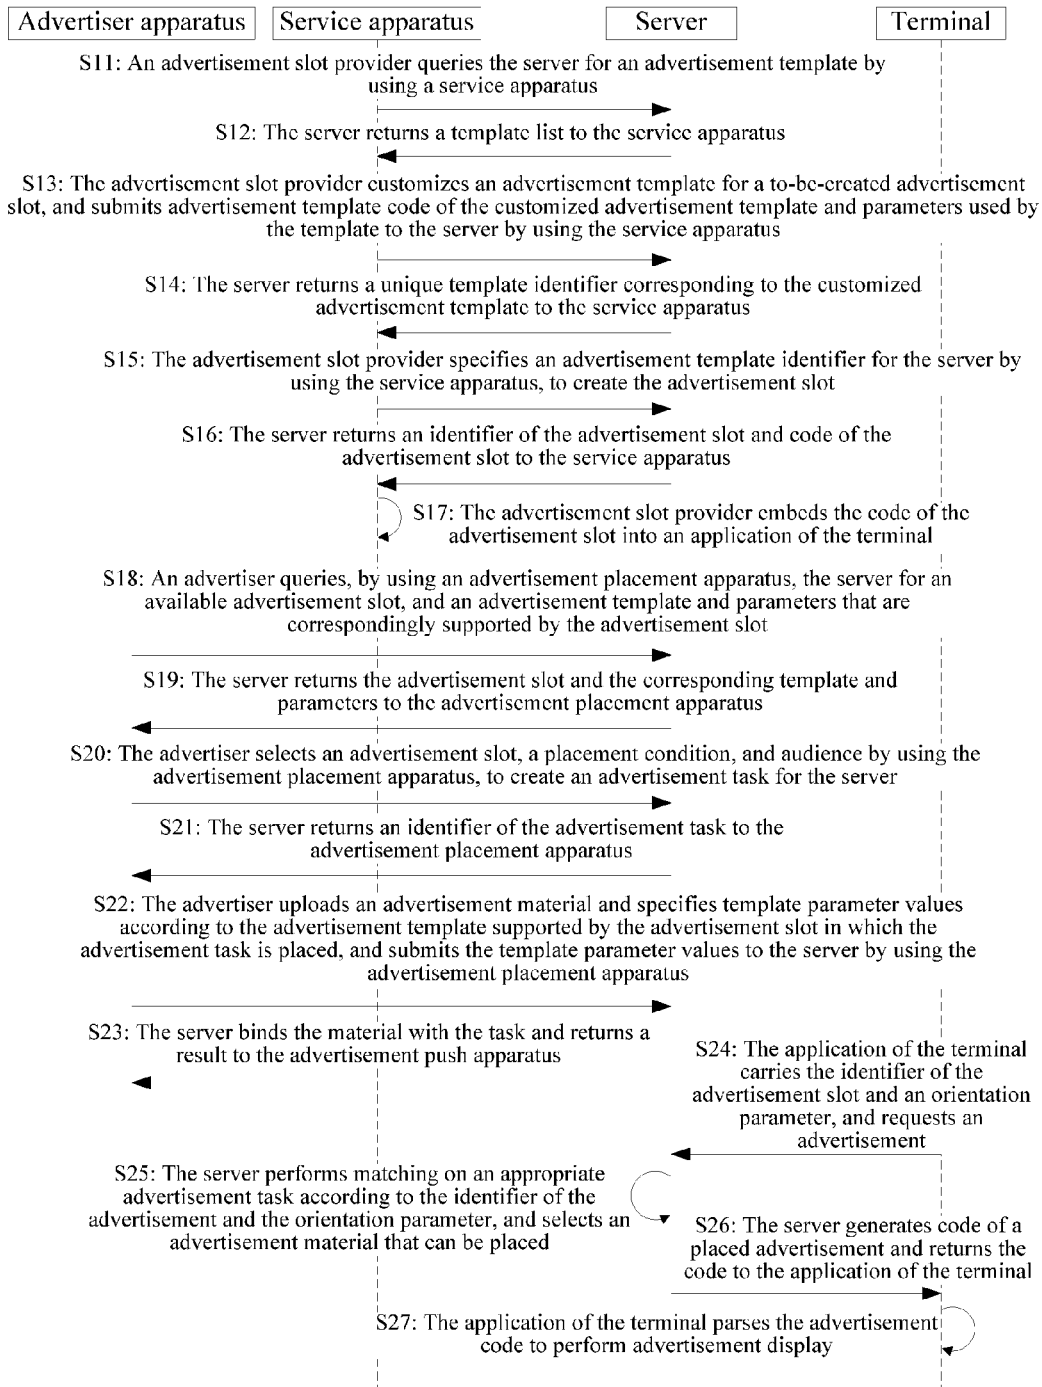 Advertiser apparatus Service apparatus Server Terminal
S11: An advertisement slot provider queries the server for an advertisement template by
using a service apparatus
S12: The server returns a template list to the service apparatus
S13: The advertisement slot provider customizes an advertisement template for a to-be-created advertisement
slot, and submits advertisement template code of the customized advertisement template and parameters used by
the template to the server by using the service apparatus
S14: The server returns a unique template identifier corresponding to the customized
advertisement template to the service apparatus
S15: The advertisement slot provider specifies an advertisement template identifier for the server by
using the service apparatus, to create the advertisement slot
S16: The server returns an identifier of the advertisement slot and code of the
advertisement slot to the service apparatus
S17: The advertisement slot provider embeds the code of the
advertisement slot into an application of the terminal
S18: An advertiser queries, by using an advertisement placement apparatus, the server for an
available advertisement slot, and an advertisement template and parameters that are
correspondingly supported by the advertisement slot
S19: The server returns the advertisement slot and the corresponding template and
parameters to the advertisement placement apparatus
S20: The advertiser selects an advertisement slot, a placement condition, and audience by using the
advertisement placement apparatus, to create an advertisement task for the server
S21: The server returns an identifier of the advertisement task to the
advertisement placement apparatus
S22: The advertiser uploads an advertisement material and specifies template parameter values
according to the advertisement template supported by the advertisement slot in which the
advertisement task is placed, and submits the template parameter values to the server by using the
advertisement placement apparatus
S23: The server binds the material with the task and returns a
result to the advertisement push apparatus
S24: The application of the terminal
carries the identifier of the
advertisement slot and an orientation
parameter, and requests an
advertisement
S25: The server performs matching on an appropriate
advertisement task according to the identifier of the
advertisement and the orientation parameter, and selects an
advertisement material that can be placed
S26: The server generates code of a
placed advertisement and returns the
code to the application of the terminal
S27: The application of the terminal parses the advertisement
code to perform advertisement display